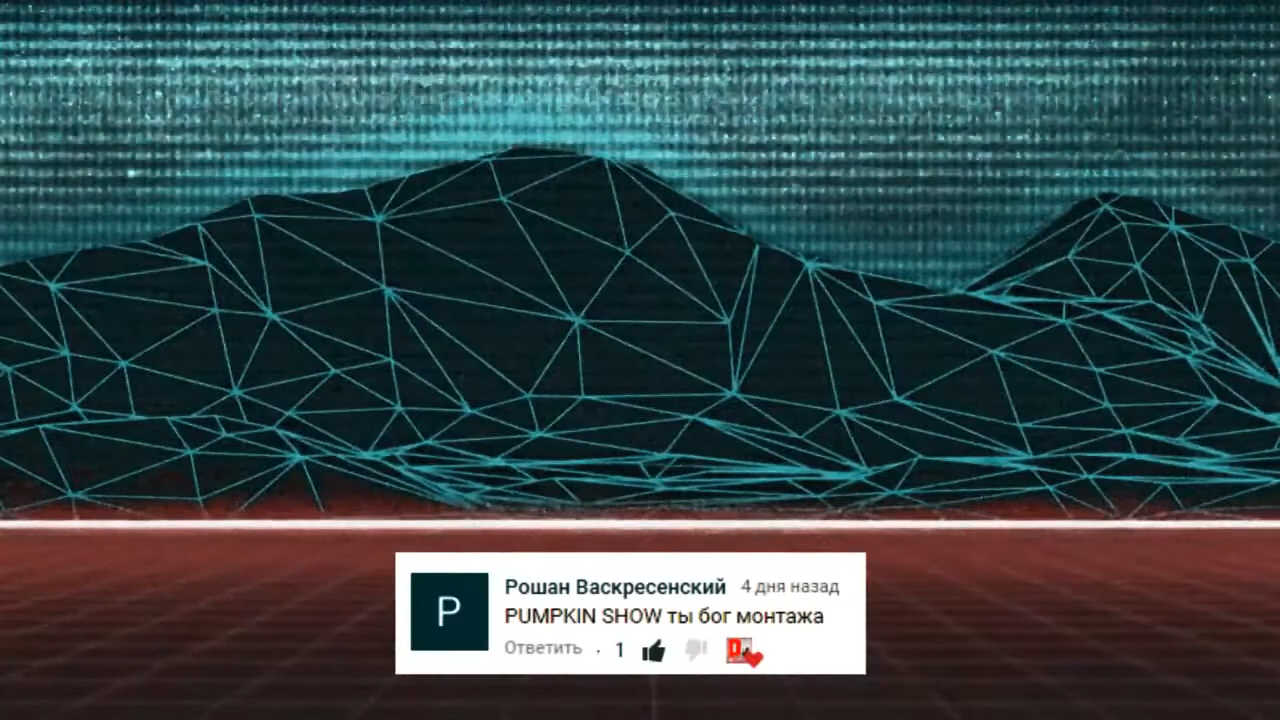 Р
Рошан Васкресенский 4 дня назад
PUMPKIN SHOW ты бог монтажа
Ответить · 1